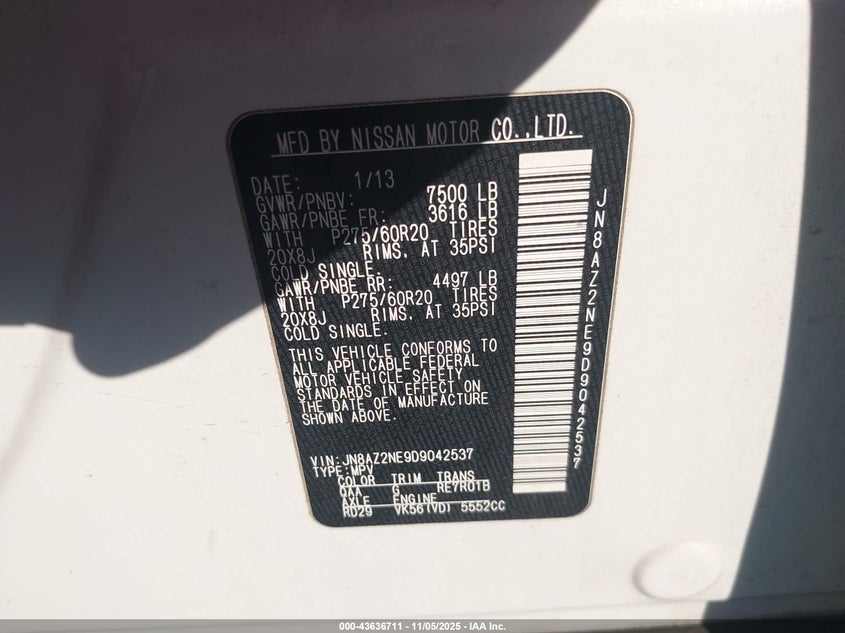 MFD BY NISSAN MOTOR CO.,LTD.
DATE: 1/13
GVWR/PNBV: 7500 LB
GAWR/PNBE FR: 3616 LB
WITH P275/60R20 TIRES
20X8J RIMS, AT 35PSI
COLD SINGLE.
GAWR/PNBE RR: 4497 LB
WITH P275/60R20 TIRES
20X8J RIMS, AT 35PSI
COLD SINGLE.
THIS VEHICLE CONFORMS TO
ALL APPLICABLE FEDERAL
MOTOR VEHICLE SAFETY
STANDARDS IN EFFECT ON
THE DATE OF MANUFACTURE
SHOWN ABOVE.
VIN: JN8AZ2NE9D9042537
TYPE: MPV
COLOR TRIM TRANS
QAA G RE7R01B
AXLE ENGINE
RD29 VK56(VD) 5552CC
JN8AZ2NE9D9042537
000-43636711 - 11/05/2025 - IAA Inc.